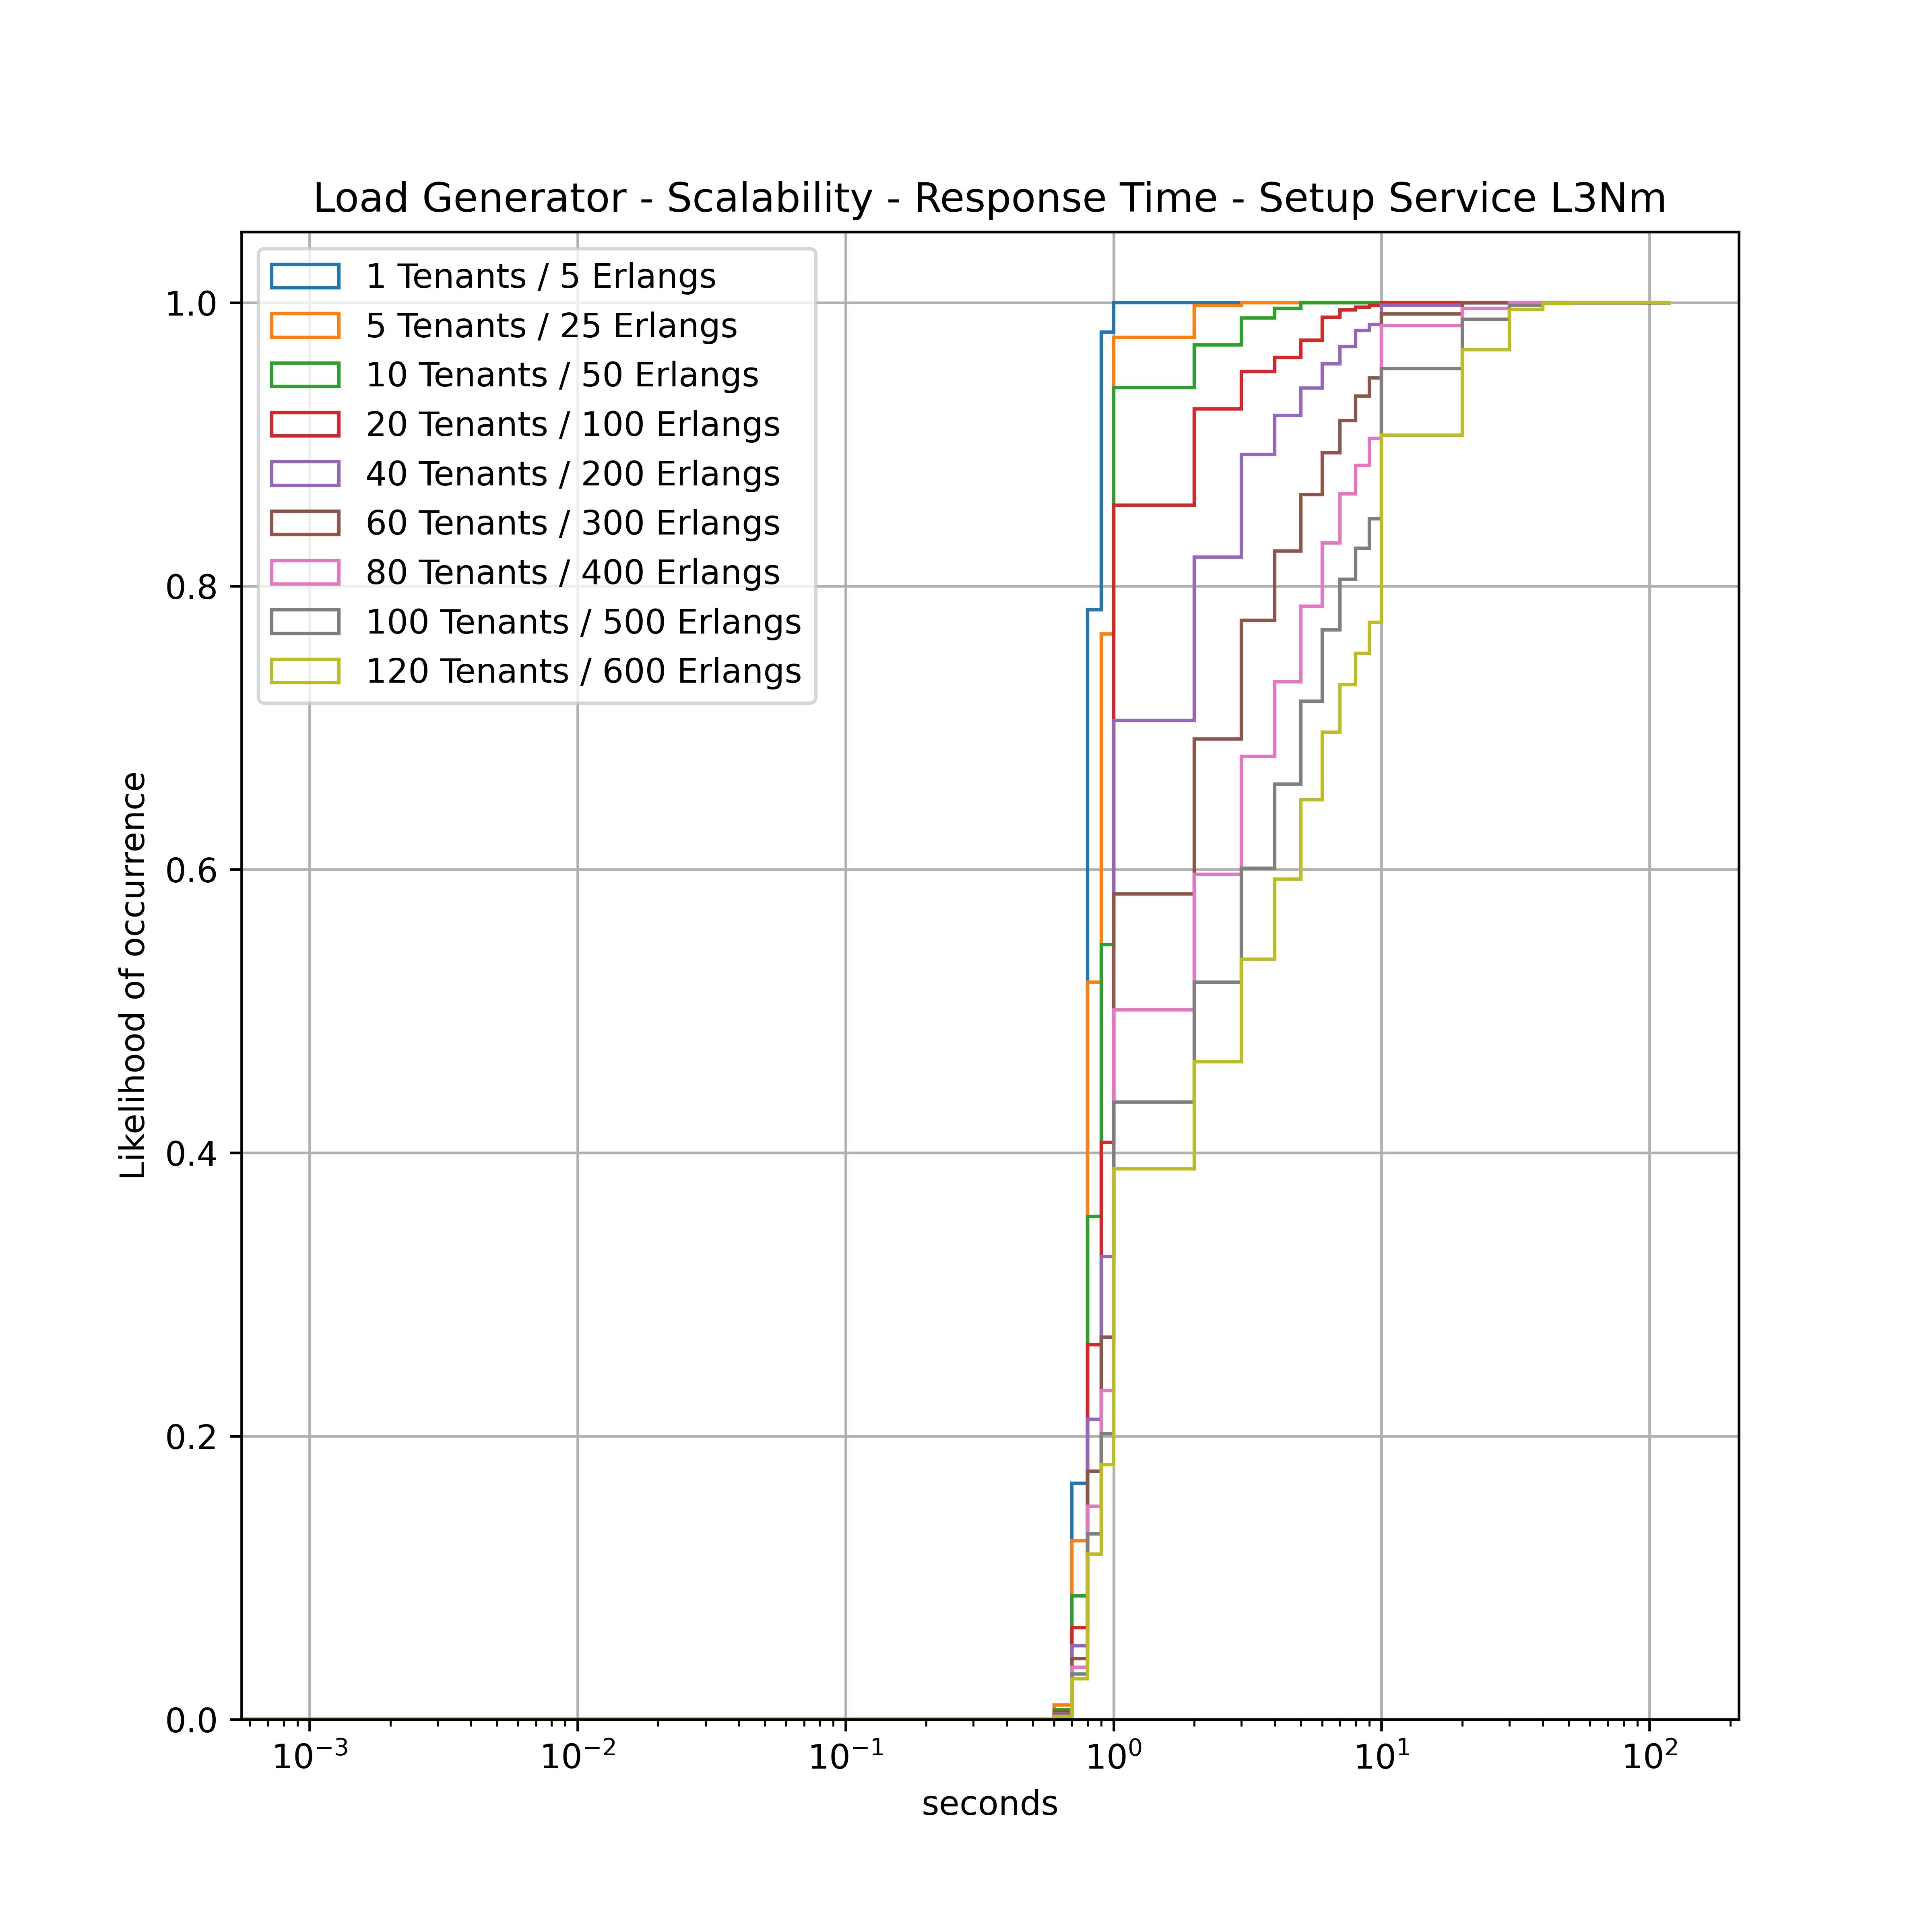 Load Generator - Scalability - Response Time - Setup Service L3Nm
1 Tenants / 5 Erlangs
5 Tenants / 25 Erlangs
10 Tenants / 50 Erlangs
20 Tenants / 100 Erlangs
40 Tenants / 200 Erlangs
60 Tenants / 300 Erlangs
80 Tenants / 400 Erlangs
100 Tenants / 500 Erlangs
120 Tenants / 600 Erlangs
Likelihood of occurrence
1.0
0.8
0.6
0.4
0.2
0.0
10⁻³ 10⁻² 10⁻¹ 10⁰ 10¹ 10²
seconds